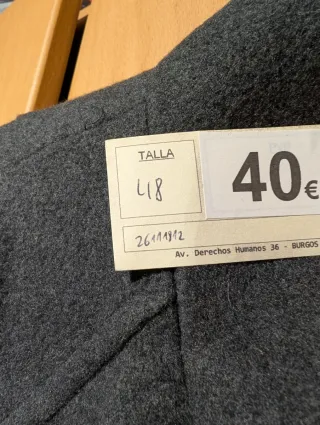 TALLA
48
40€
26111912
Av. Derechos Humanos 36 - BURGOS